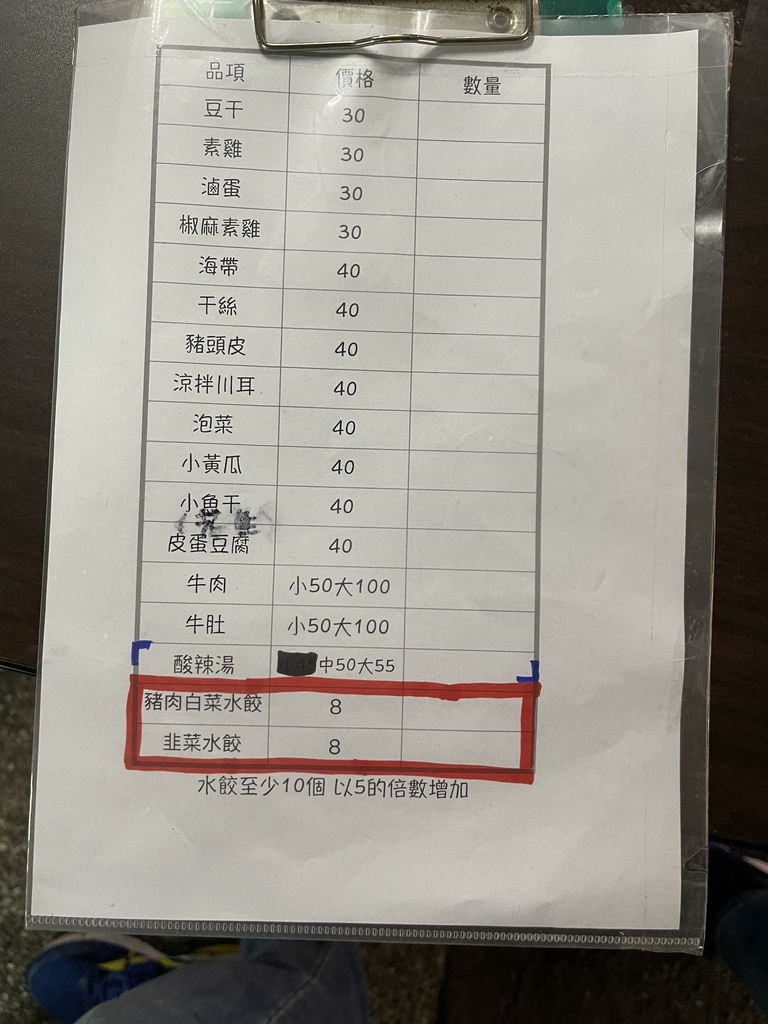 品項 價格 數量
豆干 30
素雞 30
滷蛋 30
椒麻素雞 30
海帶 40
干絲 40
豬頭皮 40
涼拌川耳 40
泡菜 40
小黃瓜 40
小魚干 40
皮蛋豆腐 40
牛肉 小50大100
牛肚 小50大100
酸辣湯 中50大55
豬肉白菜水餃 8
韭菜水餃 8
水餃至少10個 以5的倍數增加